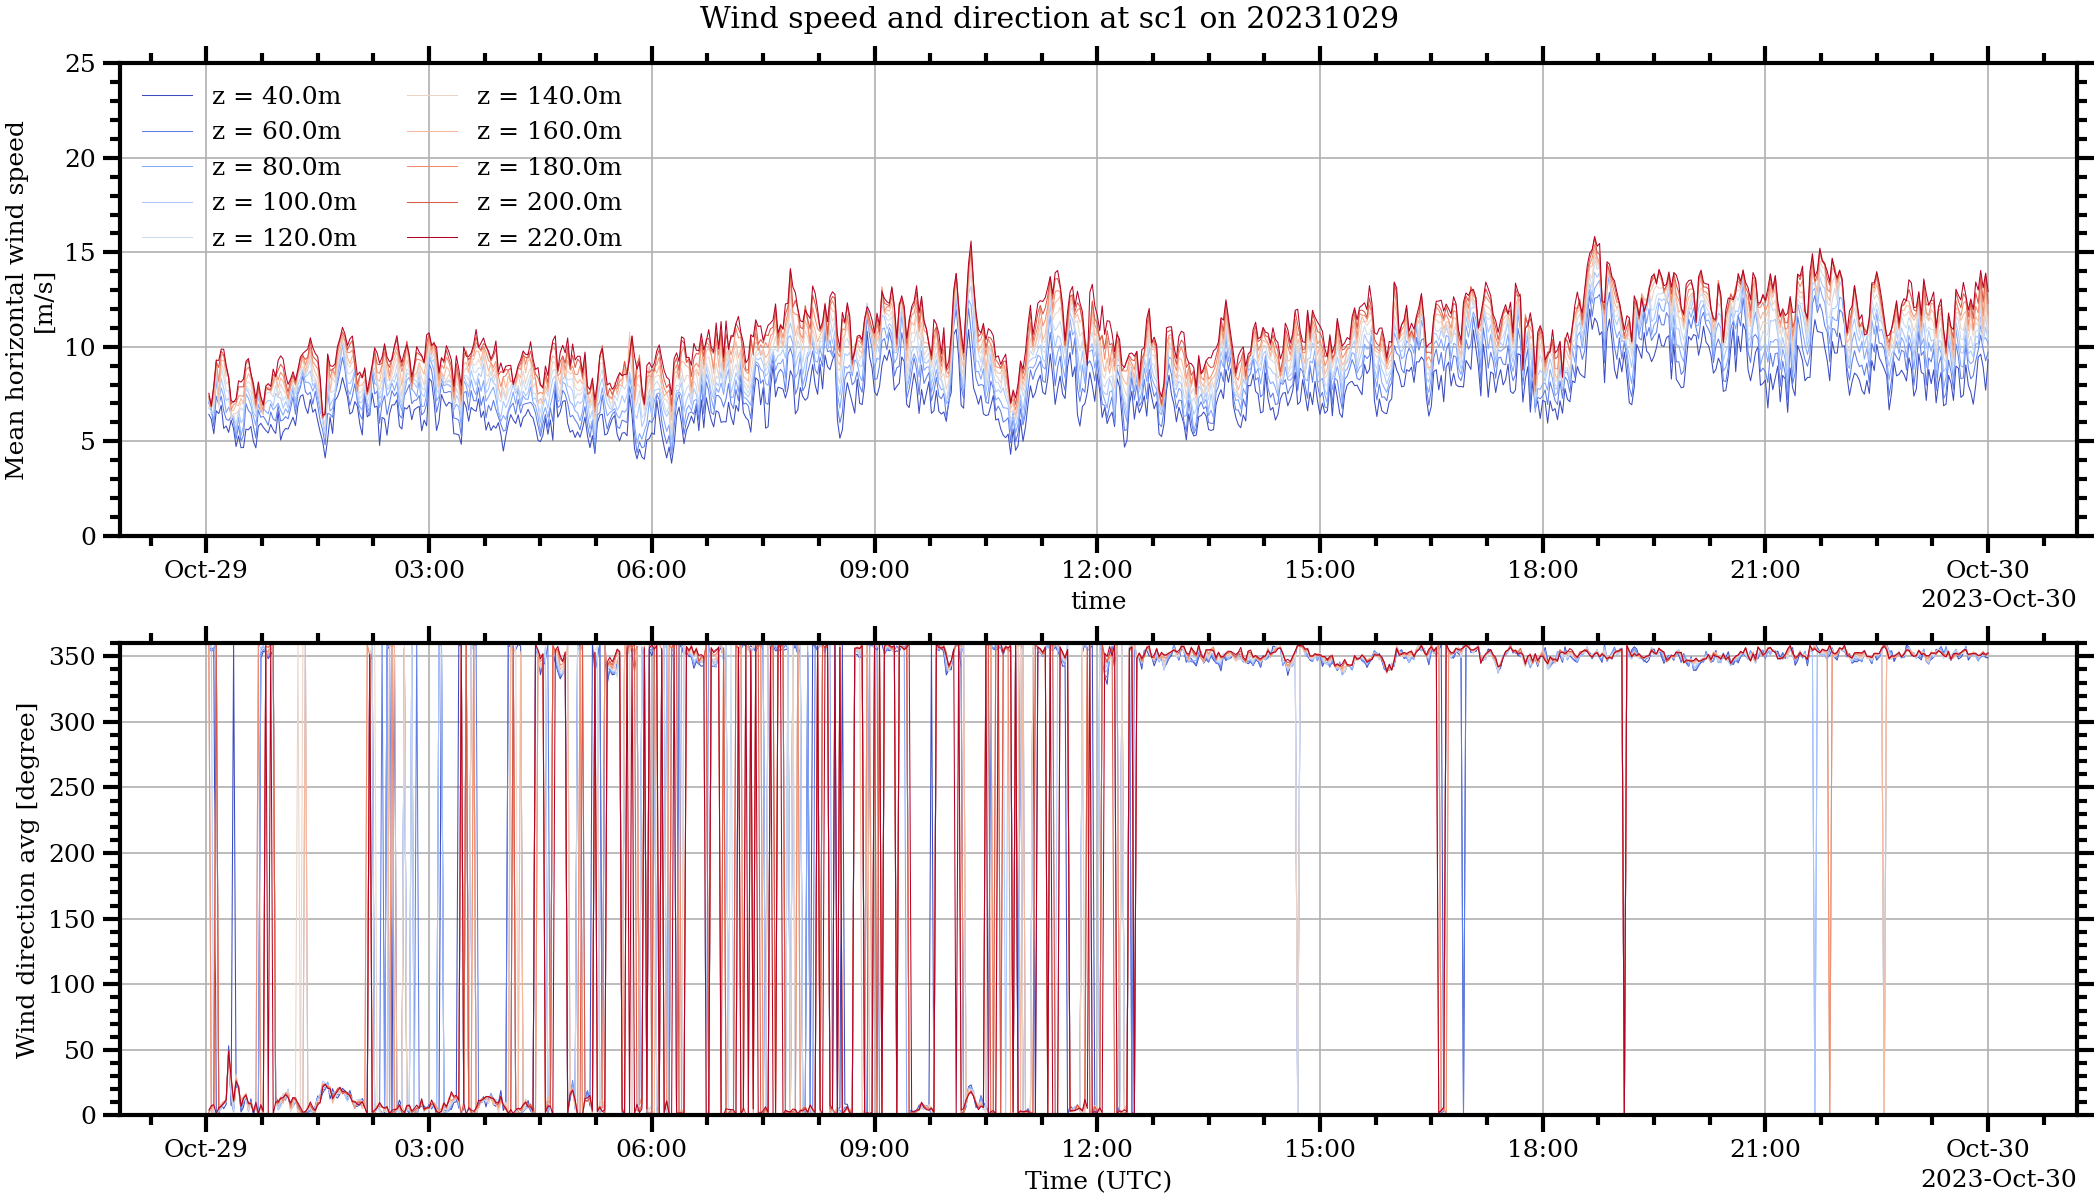 Wind speed and direction at sc1 on 20231029
Mean horizontal wind speed
[m/s]
25
20
15
10
5
0
z = 40.0m
z = 60.0m
z = 80.0m
z = 100.0m
z = 120.0m
z = 140.0m
z = 160.0m
z = 180.0m
z = 200.0m
z = 220.0m
Oct-29 03:00 06:00 09:00 12:00 15:00 18:00 21:00 Oct-30
time
2023-Oct-30
Wind direction avg [degree]
350
300
250
200
150
100
50
0
Oct-29 03:00 06:00 09:00 12:00 15:00 18:00 21:00 Oct-30
Time (UTC)
2023-Oct-30